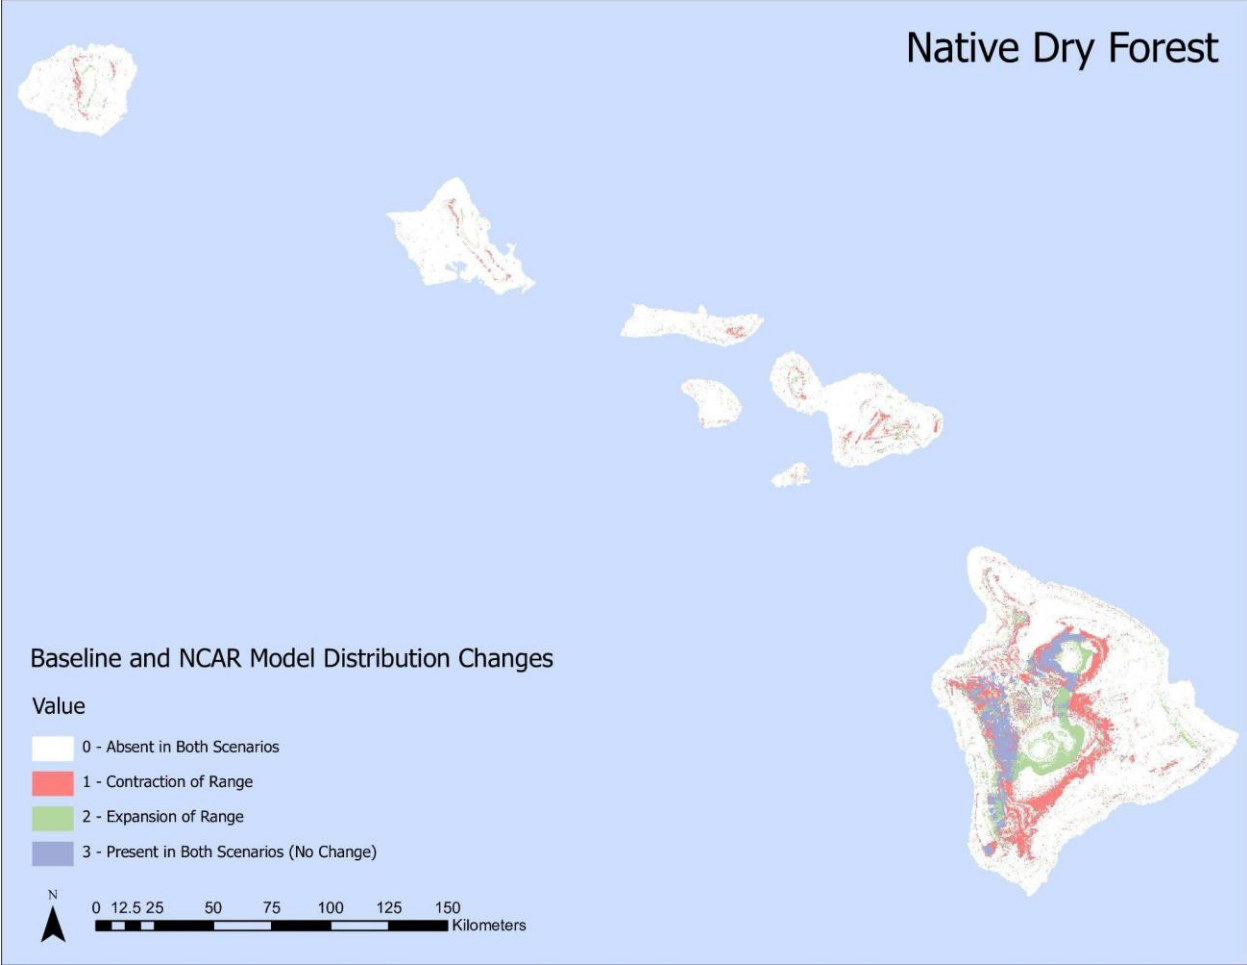 Native Dry Forest
Baseline and NCAR Model Distribution Changes
Value
0 - Absent in Both Scenarios
1 - Contraction of Range
2 - Expansion of Range
3 - Present in Both Scenarios (No Change)
N
0 12.5 25 50 75 100 125 150
Kilometers